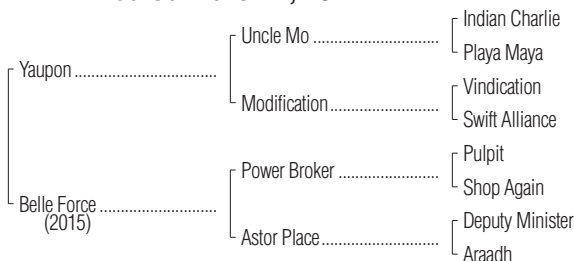 Indian Charlie
Uncle Mo
Playa Maya
Yaupon
Vindication
Modification
Swift Alliance
Pulpit
Power Broker
Shop Again
Belle Force
(2015)
Deputy Minister
Astor Place
Araadh